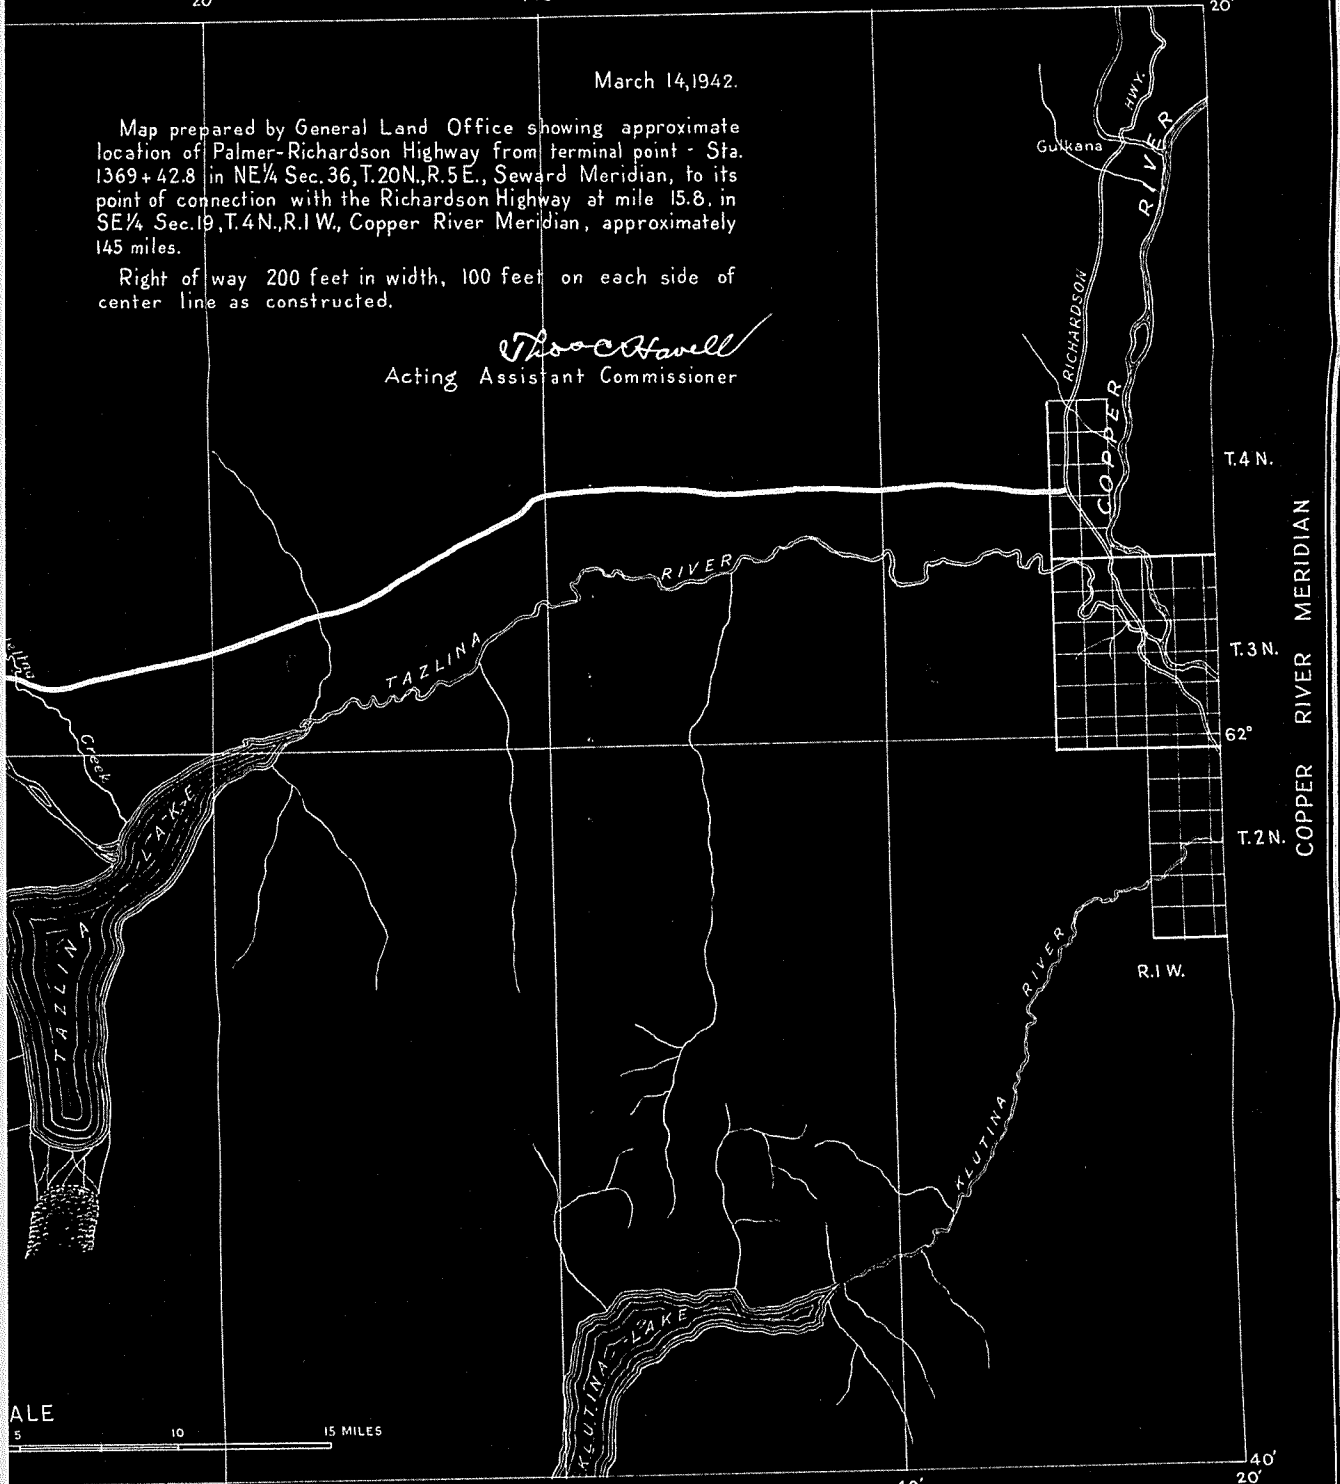 20'
20'
March 14, 1942.
Map prepared by General Land Office showing approximate
location of Palmer-Richardson Highway from terminal point - Sta.
1369 + 42.8 in NE¼ Sec. 36, T. 20N., R. 5 E., Seward Meridian, to its
point of connection with the Richardson Highway at mile 15.8. in
SE¼ Sec. 19, T. 4 N., R. 1 W., Copper River Meridian, approximately
145 miles.
Right of way 200 feet in width, 100 feet on each side of
center line as constructed.
Thos C Havell
Acting Assistant Commissioner
HWY.
Gulkana
RICHARDSON
COPPER RIVER
T. 4 N.
TAZLINA RIVER
T. 3 N.
COPPER RIVER MERIDIAN
62°
Creek
TAZLINA LAKE
T. 2 N.
R. 1 W.
KLUTINA RIVER
KLUTINA LAKE
ALE
5 10 15 MILES
40'
20'